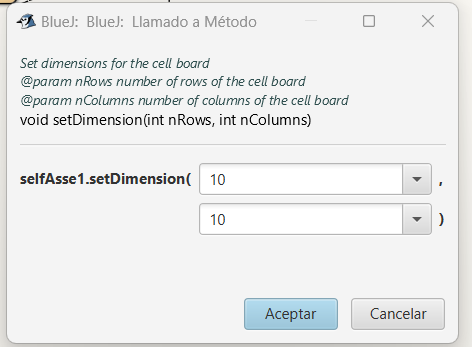 BlueJ: BlueJ: Llamado a Método
Set dimensions for the cell board
@param nRows number of rows of the cell board
@param nColumns number of columns of the cell board
void setDimension(int nRows, int nColumns)
selfAsse1.setDimension( 10 ,
10 )
Aceptar Cancelar